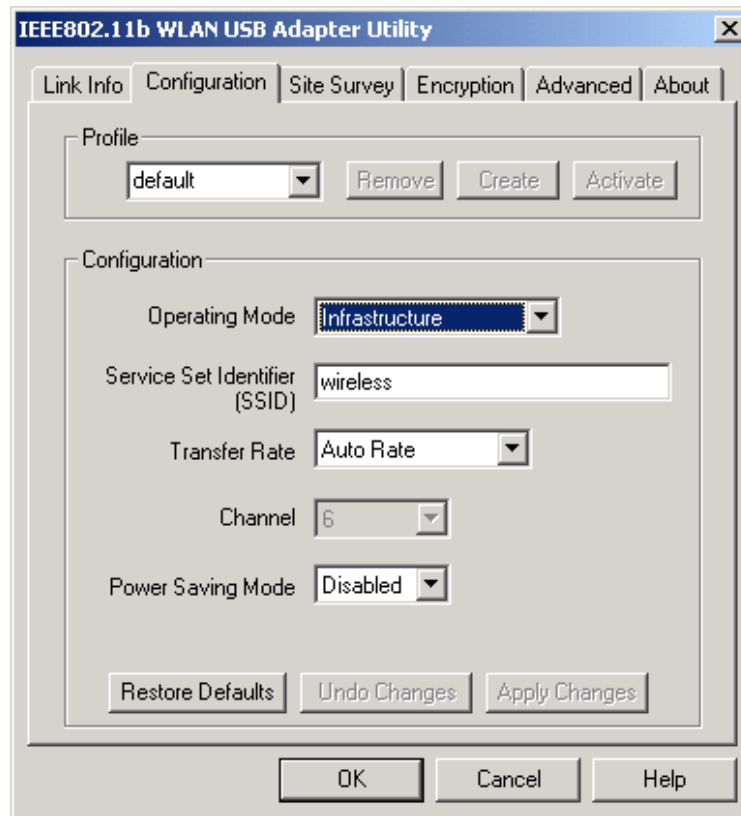 IEEE802.11b WLAN USB Adapter Utility
Link Info Configuration Site Survey Encryption Advanced About
Profile
default Remove Create Activate
Configuration
Operating Mode Infrastructure
Service Set Identifier
(SSID) wireless
Transfer Rate Auto Rate
Channel 6
Power Saving Mode Disabled
Restore Defaults Undo Changes Apply Changes
OK Cancel Help